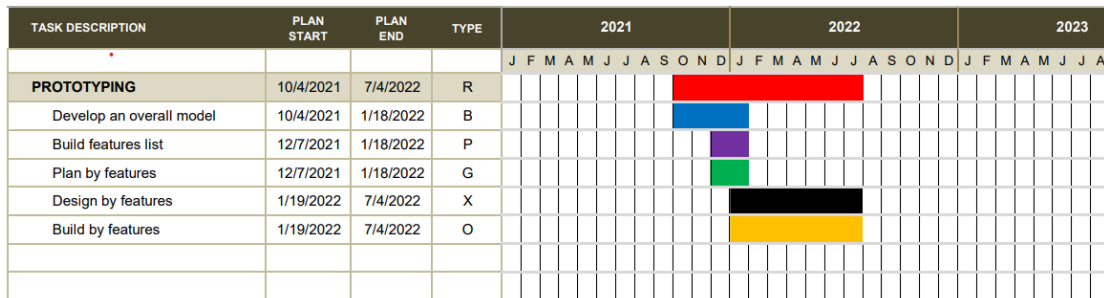 TASK DESCRIPTION PLAN START PLAN END TYPE 2021 2022 2023
J F M A M J J A S O N D J F M A M J J A S O N D J F M A M J J A
PROTOTYPING 10/4/2021 7/4/2022 R
Develop an overall model 10/4/2021 1/18/2022 B
Build features list 12/7/2021 1/18/2022 P
Plan by features 12/7/2021 1/18/2022 G
Design by features 1/19/2022 7/4/2022 X
Build by features 1/19/2022 7/4/2022 O